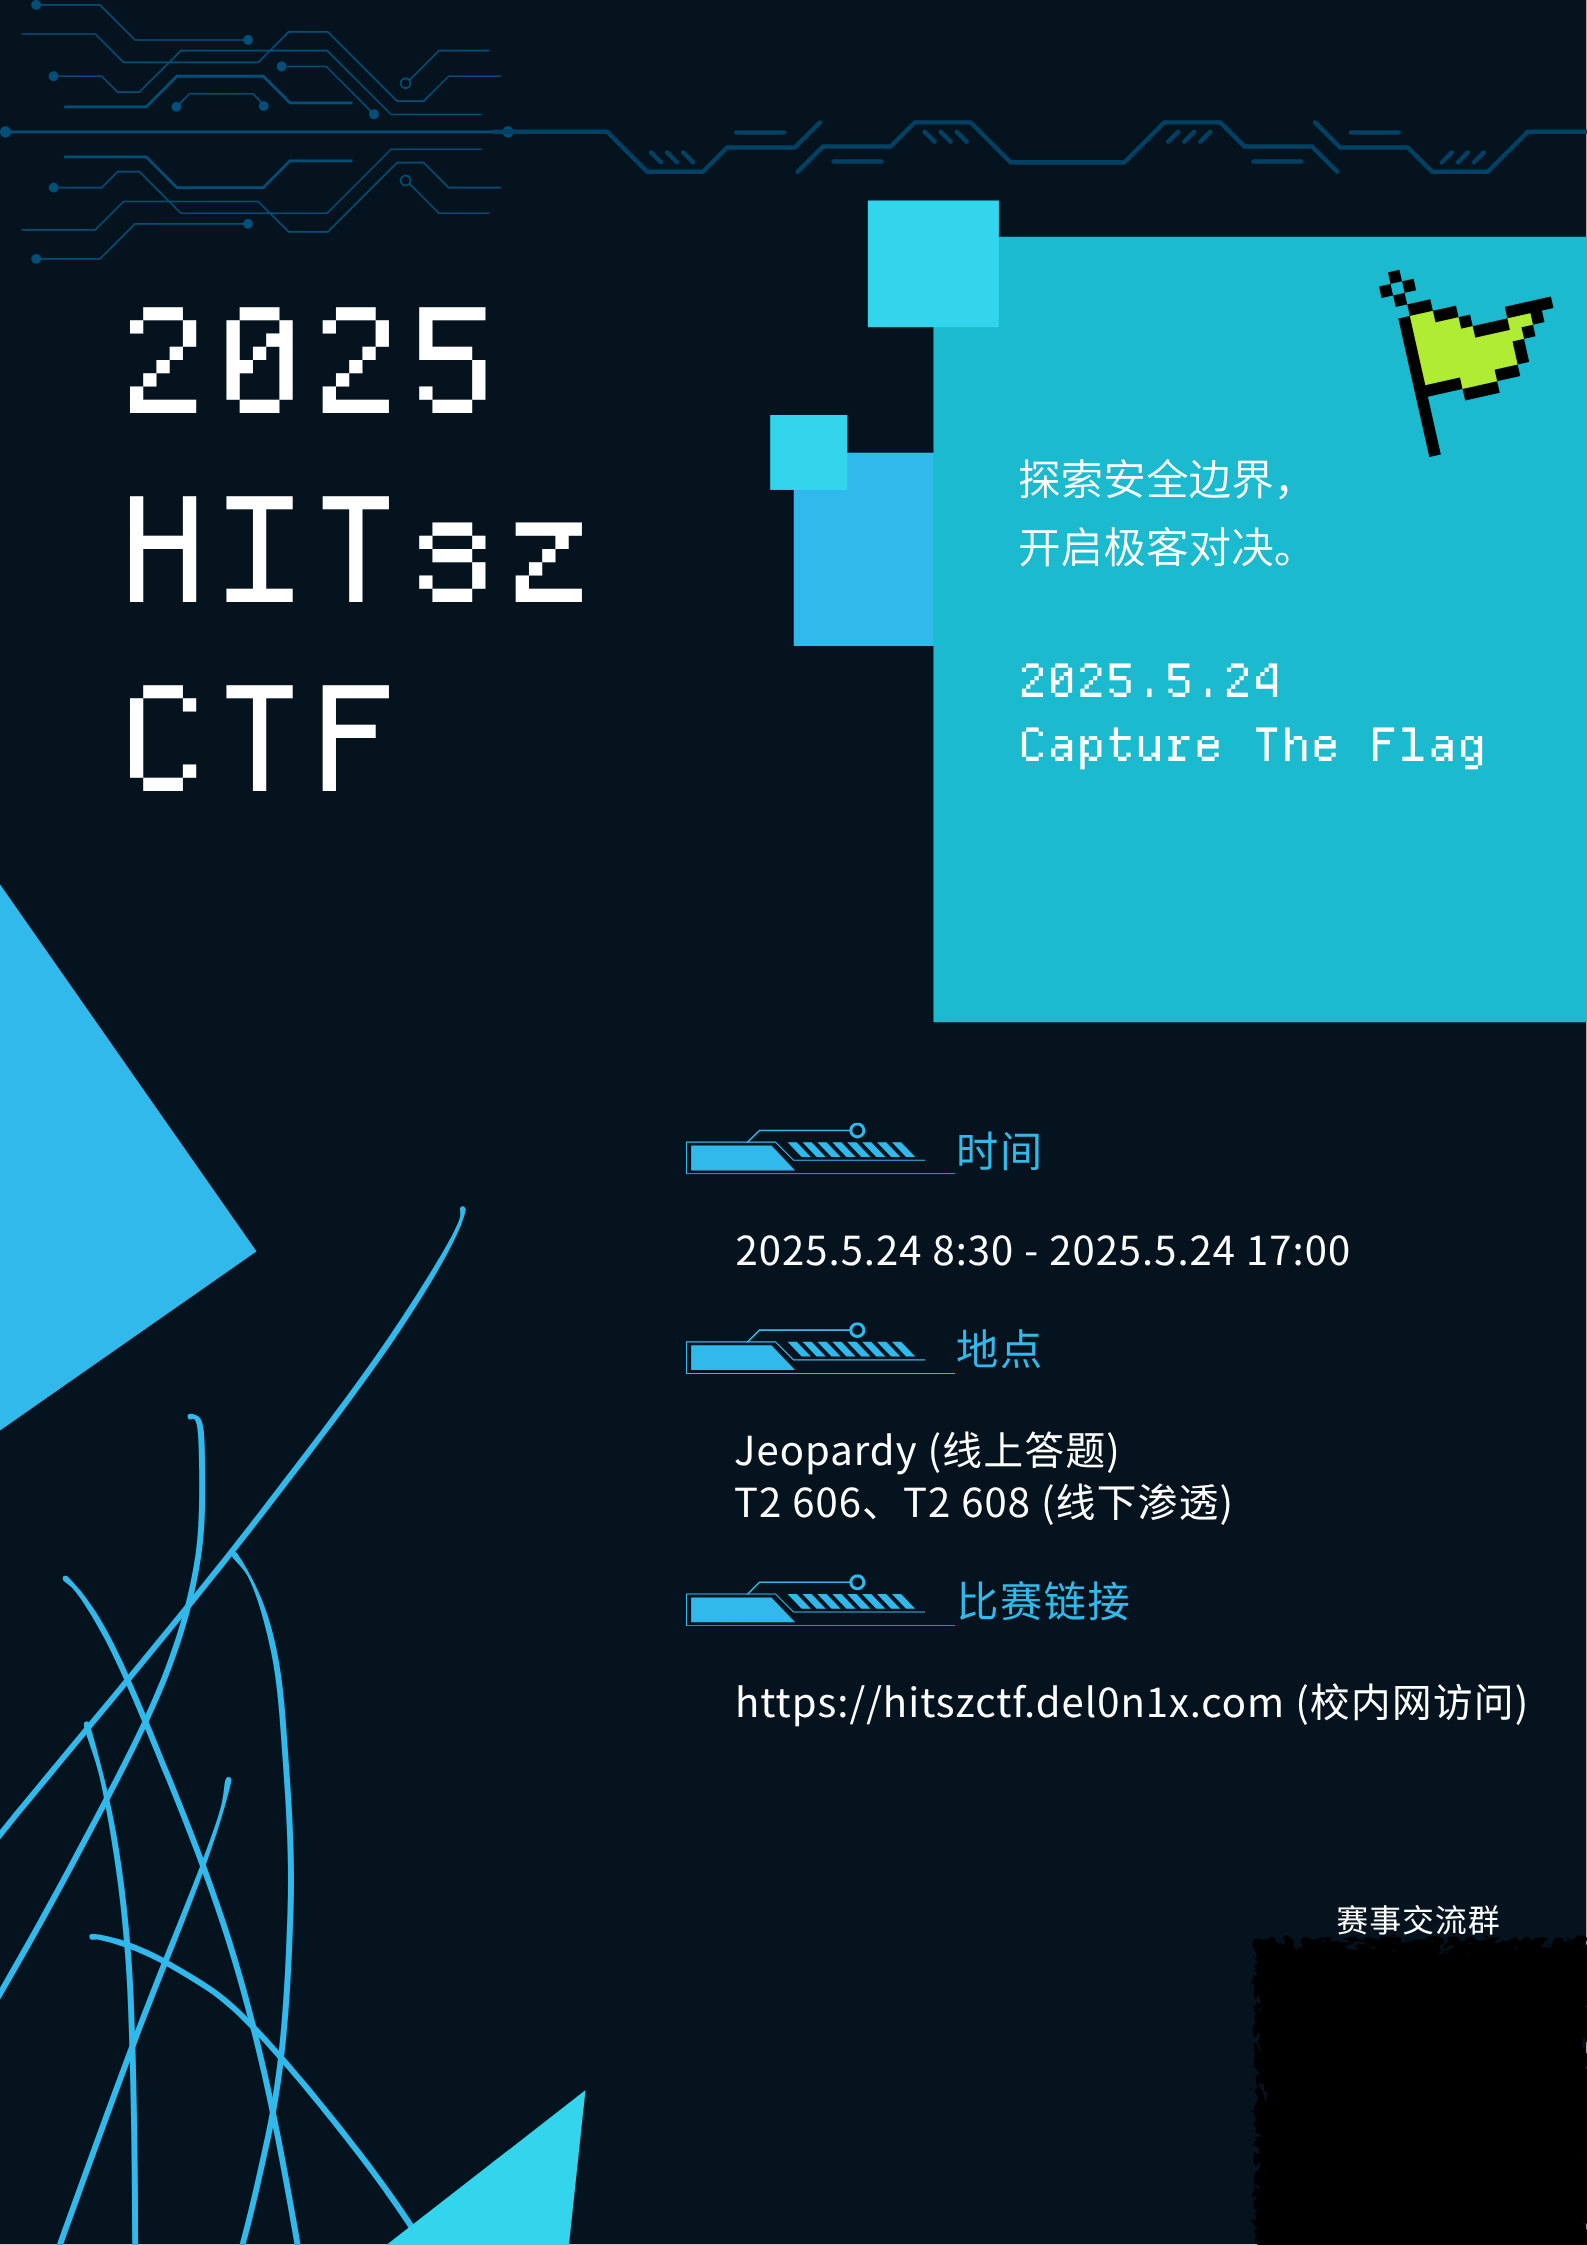 2025
HITsz
CTF
探索安全边界，
开启极客对决。
2025.5.24
Capture The Flag
时间
2025.5.24 8:30 - 2025.5.24 17:00
地点
Jeopardy (线上答题)
T2 606、T2 608 (线下渗透)
比赛链接
https://hitszctf.del0n1x.com (校内网访问)
赛事交流群